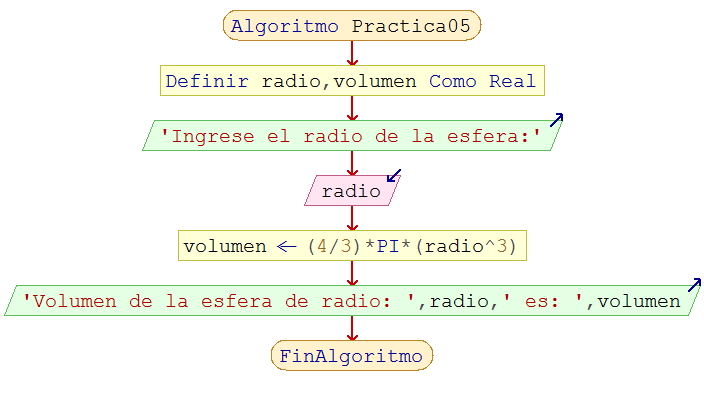 Algoritmo Practica05
Definir radio,volumen Como Real
'Ingrese el radio de la esfera:'
radio
volumen ← (4/3)*PI*(radio^3)
'Volumen de la esfera de radio: ',radio,' es: ',volumen
FinAlgoritmo